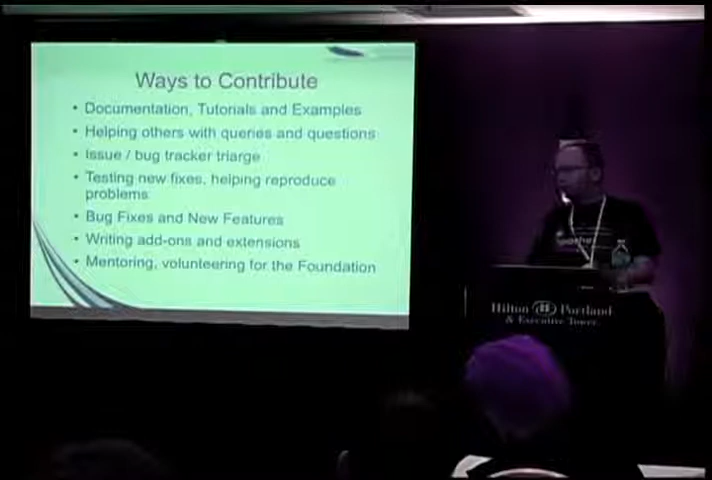 Ways to Contribute
• Documentation, Tutorials and Examples
• Helping others with queries and questions
• Issue / bug tracker triarge
• Testing new fixes, helping reproduce
problems
• Bug Fixes and New Features
• Writing add-ons and extensions
• Mentoring, volunteering for the Foundation
Hilton Portland
& Executive Tower